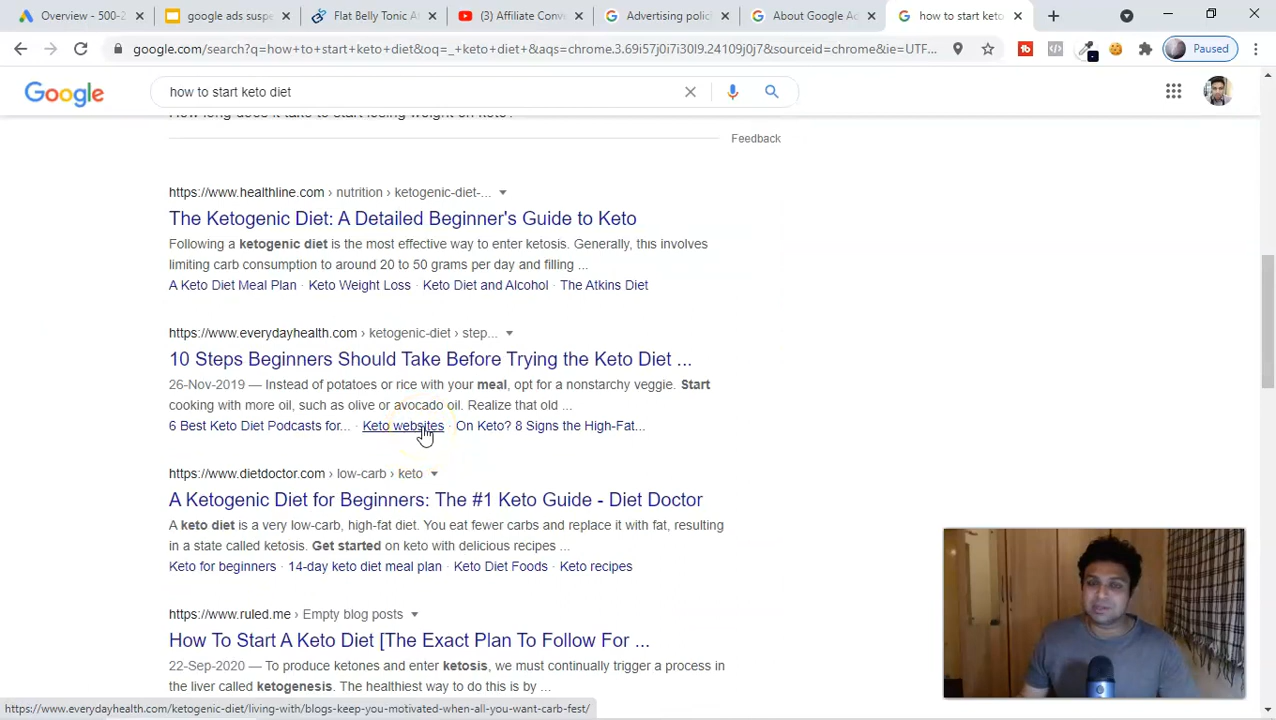 Overview - 500-2
google ads susp
Flat Belly Tonic A
(3) Affiliate Con
Advertising polic
About Google Ad
how to start keto
google.com/search?q=how+to+start+keto+diet&oq=_+keto+diet+&aqs=chrome.3.69i57j0i7i30l9.24109j0j7&sourceid=chrome&ie=UTF...
Paused
Google
how to start keto diet
How long does it take to start losing weight on keto?
Feedback
https://www.healthline.com › nutrition › ketogenic-diet-...
The Ketogenic Diet: A Detailed Beginner's Guide to Keto
Following a ketogenic diet is the most effective way to enter ketosis. Generally, this involves
limiting carb consumption to around 20 to 50 grams per day and filling ...
A Keto Diet Meal Plan · Keto Weight Loss · Keto Diet and Alcohol · The Atkins Diet
https://www.everydayhealth.com › ketogenic-diet › step...
10 Steps Beginners Should Take Before Trying the Keto Diet ...
26-Nov-2019 — Instead of potatoes or rice with your meal, opt for a nonstarchy veggie. Start
cooking with more oil, such as olive or avocado oil. Realize that old ...
6 Best Keto Diet Podcasts for... · Keto websites · On Keto? 8 Signs the High-Fat...
https://www.dietdoctor.com › low-carb › keto
A Ketogenic Diet for Beginners: The #1 Keto Guide - Diet Doctor
A keto diet is a very low-carb, high-fat diet. You eat fewer carbs and replace it with fat, resulting
in a state called ketosis. Get started on keto with delicious recipes ...
Keto for beginners · 14-day keto diet meal plan · Keto Diet Foods · Keto recipes
https://www.ruled.me › Empty blog posts
How To Start A Keto Diet [The Exact Plan To Follow For ...
22-Sep-2020 — To produce ketones and enter ketosis, we must continually trigger a process in
the liver called ketogenesis. The healthiest way to do this is by ...
https://www.everydayhealth.com/ketogenic-diet/living-with/blogs-keep-you-motivated-when-all-you-want-carb-fest/